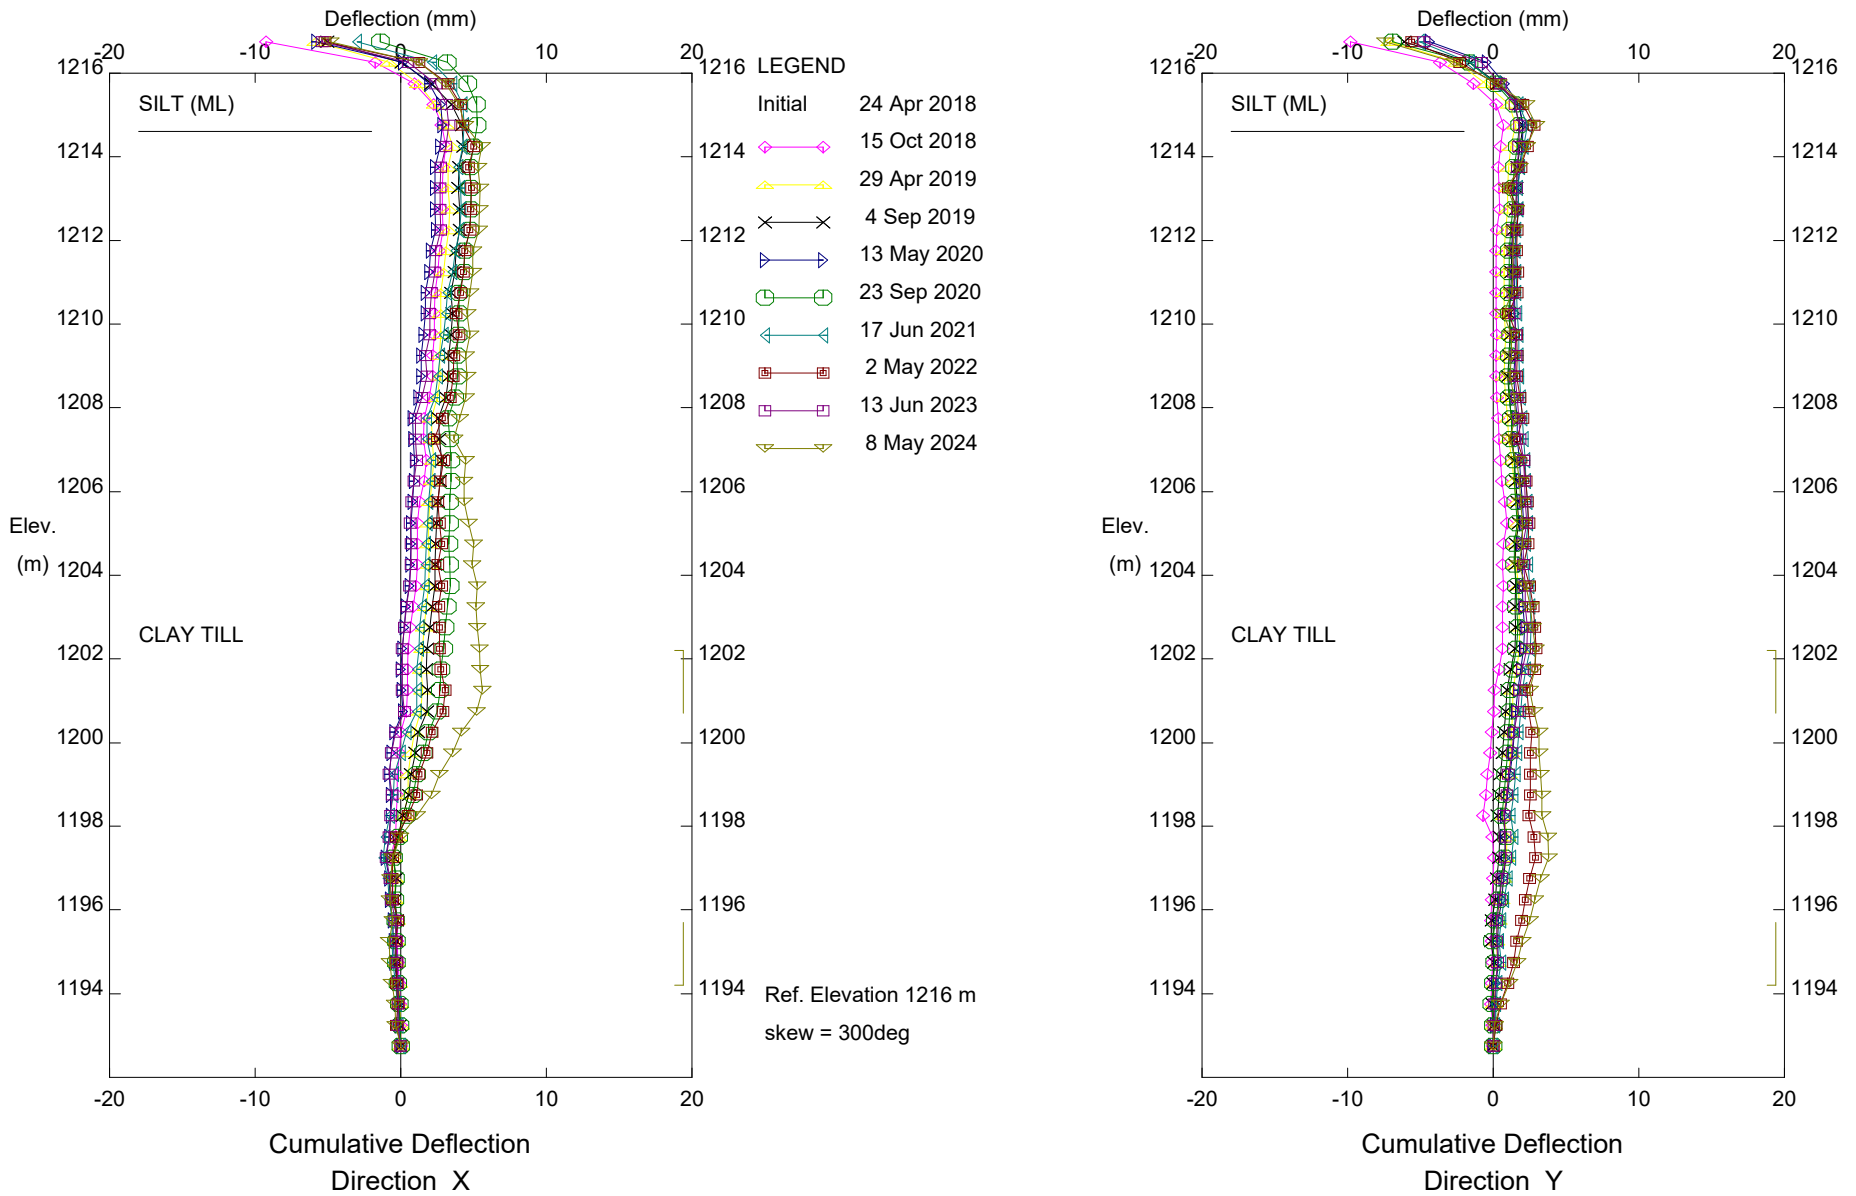 Deflection (mm)
-20 -10 0 10 20
1216 1216
SILT (ML)
1214 1214
1212 1212
1210 1210
1208 1208
1206 1206
Elev.
(m)
1204 1204
CLAY TILL
1202 1202
1200 1200
1198 1198
1196 1196
1194 1194
-20 -10 0 10 20
Cumulative Deflection
Direction X
LEGEND
Initial 24 Apr 2018
15 Oct 2018
29 Apr 2019
4 Sep 2019
13 May 2020
23 Sep 2020
17 Jun 2021
2 May 2022
13 Jun 2023
8 May 2024
Ref. Elevation 1216 m
skew = 300deg
Deflection (mm)
-20 -10 0 10 20
1216 1216
SILT (ML)
1214 1214
1212 1212
1210 1210
1208 1208
1206 1206
Elev.
(m)
1204 1204
CLAY TILL
1202 1202
1200 1200
1198 1198
1196 1196
1194 1194
-20 -10 0 10 20
Cumulative Deflection
Direction Y